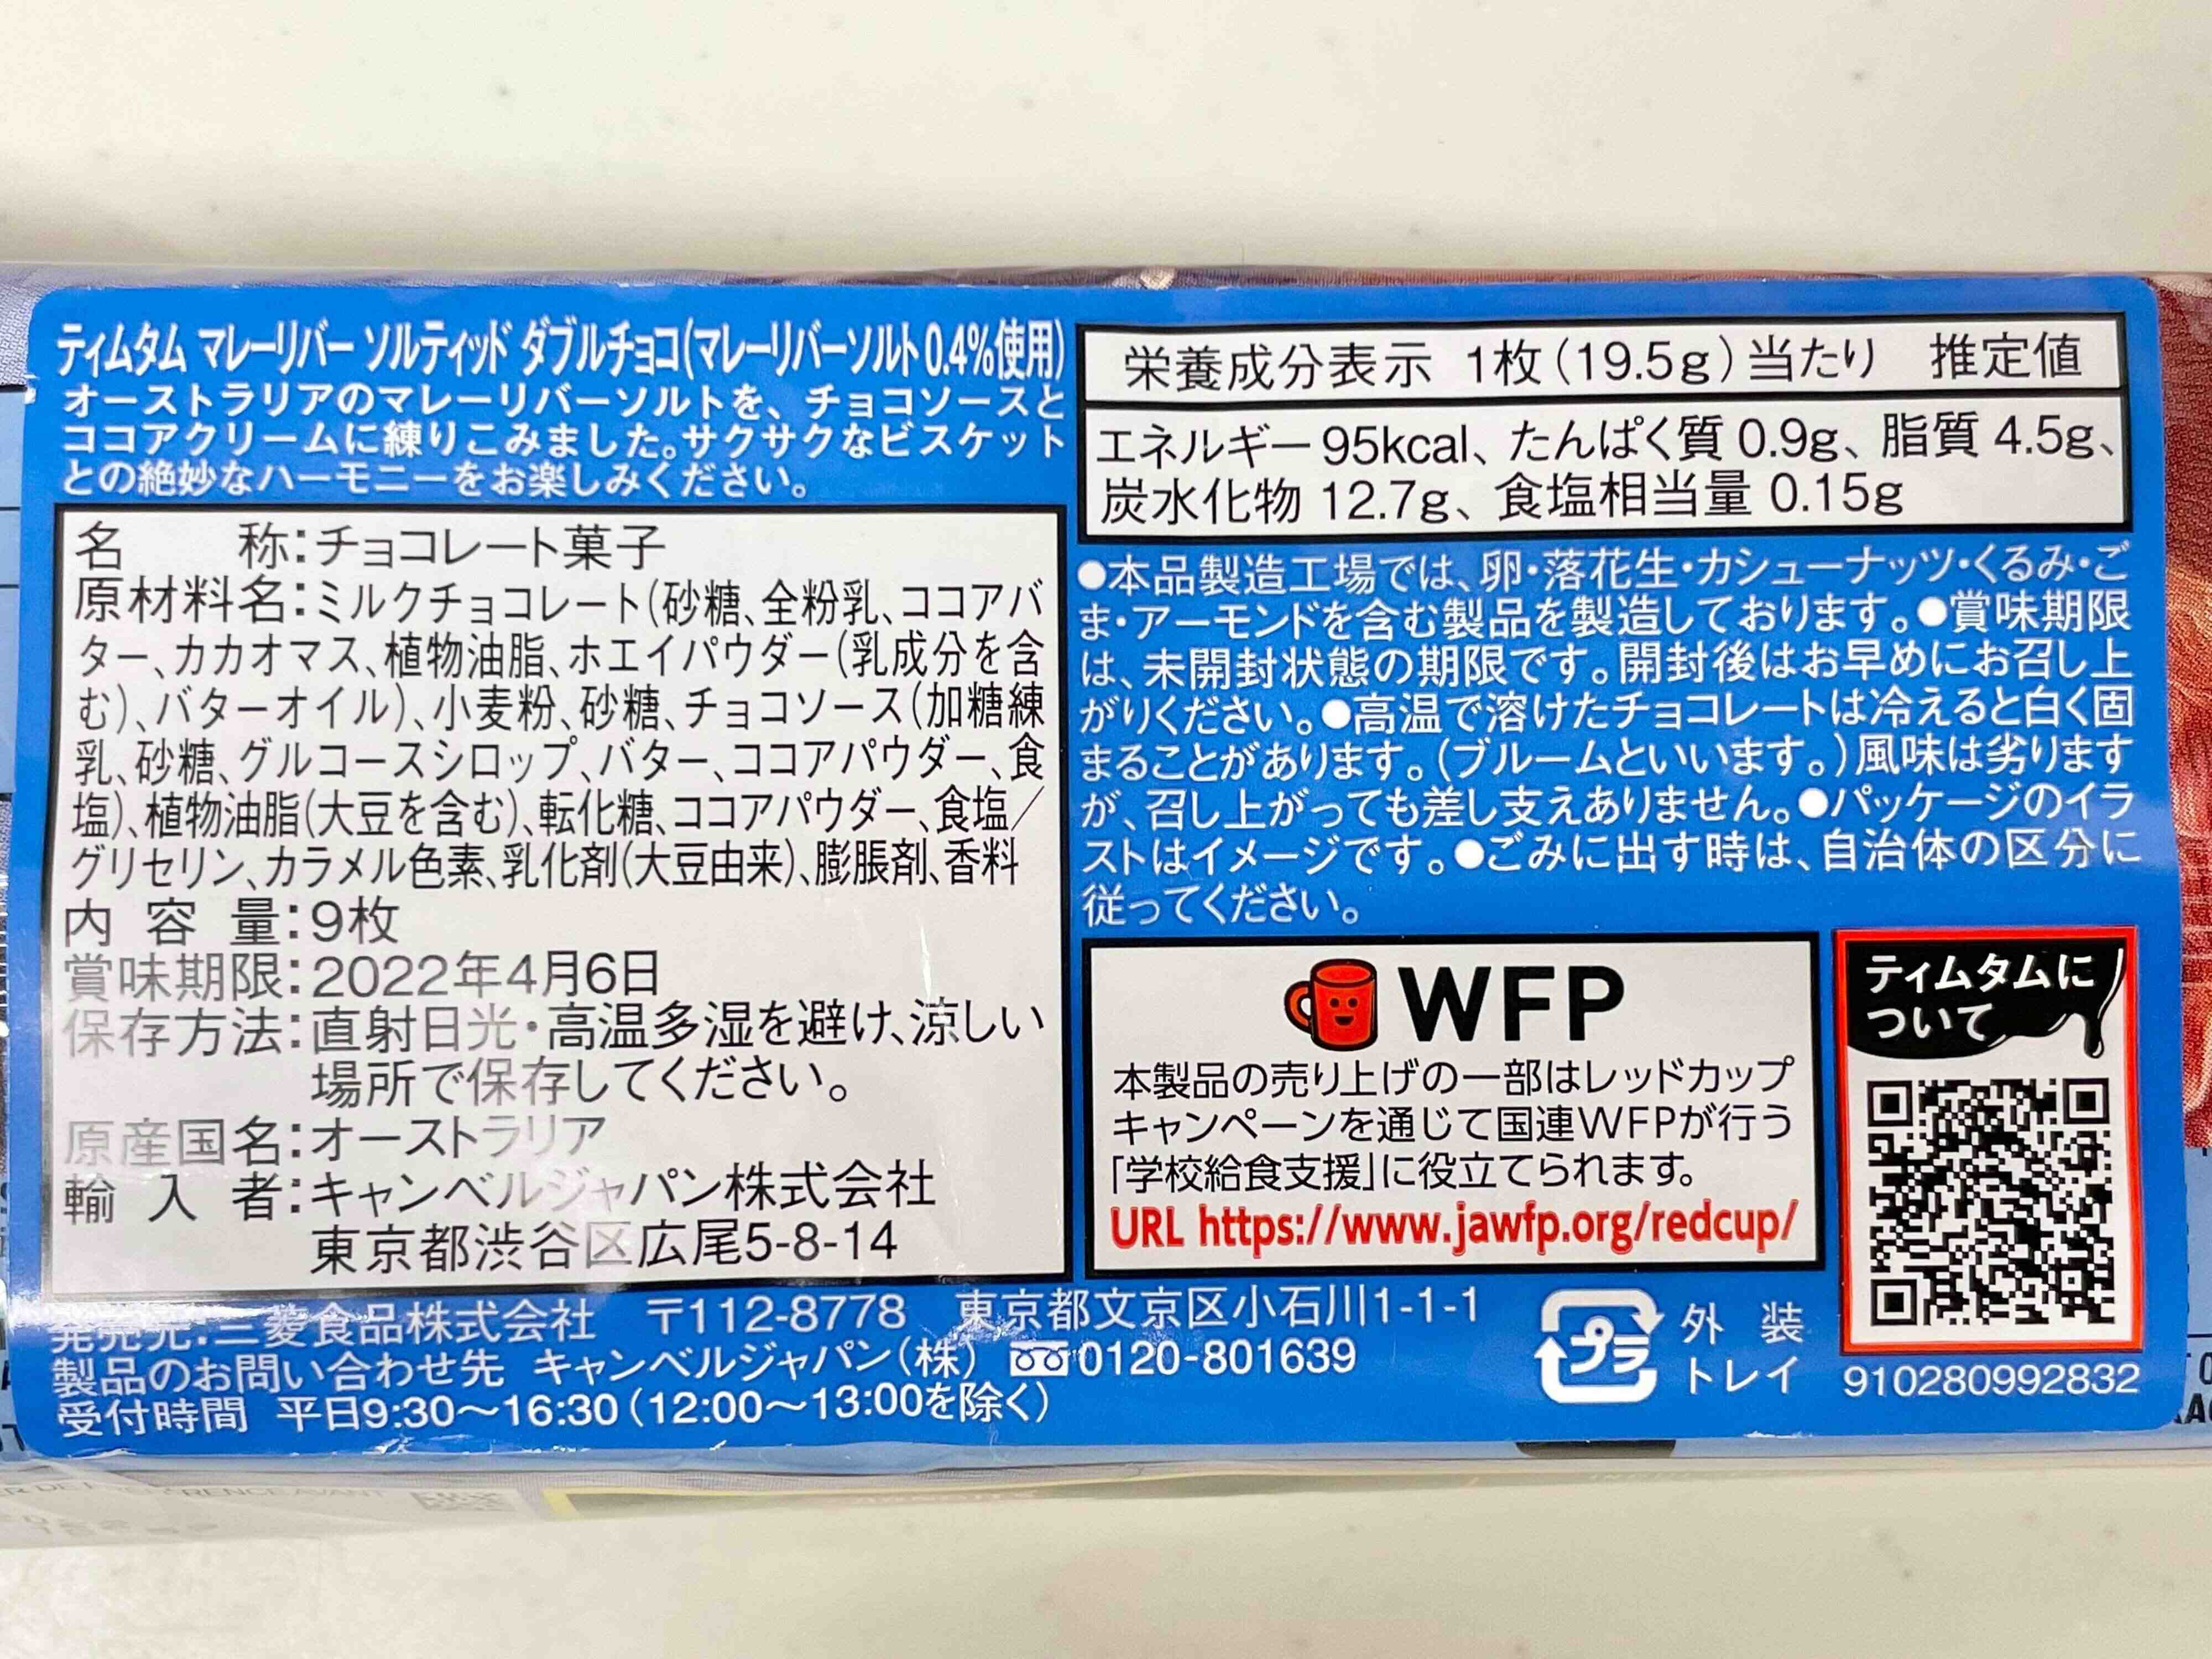 ティムタム マレーリバー ソルティッド ダブルチョコ(マレーリバーソルト0.4%使用)
オーストラリアのマレーリバーソルトを、チョコソースと
ココアクリームに練りこみました。サクサクなビスケット
との絶妙なハーモニーをお楽しみください。
名 称:チョコレート菓子
原材料名:ミルクチョコレート(砂糖、全粉乳、ココアバ
ター、カカオマス、植物油脂、ホエイパウダー(乳成分を含
む)、バターオイル)、小麦粉、砂糖、チョコソース(加糖練
乳、砂糖、グルコースシロップ、バター、ココアパウダー、食
塩)、植物油脂(大豆を含む)、転化糖、ココアパウダー、食塩/
グリセリン、カラメル色素、乳化剤(大豆由来)、膨脹剤、香料
内 容 量:9枚
賞味期限:2022年4月6日
保存方法:直射日光・高温多湿を避け、涼しい
場所で保存してください。
原産国名:オーストラリア
輸 入 者:キャンベルジャパン株式会社
東京都渋谷区広尾5-8-14
発売元:三菱食品株式会社 〒112-8778 東京都文京区小石川1-1-1
製品のお問い合わせ先 キャンベルジャパン(株) 0120-801639
受付時間 平日9:30〜16:30(12:00〜13:00を除く)
栄養成分表示 1枚(19.5g)当たり 推定値
エネルギー 95kcal、たんぱく質 0.9g、脂質 4.5g、
炭水化物 12.7g、食塩相当量 0.15g
●本品製造工場では、卵・落花生・カシューナッツ・くるみ・ご
ま・アーモンドを含む製品を製造しております。●賞味期限
は、未開封状態の期限です。開封後はお早めにお召し上
がりください。●高温で溶けたチョコレートは冷えると白く固
まることがあります。(ブルームといいます。)風味は劣ります
が、召し上がっても差し支えありません。●パッケージのイラ
ストはイメージです。●ごみに出す時は、自治体の区分に
従ってください。
WFP
本製品の売り上げの一部はレッドカップ
キャンペーンを通じて国連WFPが行う
「学校給食支援」に役立てられます。
URL https://www.jawfp.org/redcup/
ティムタムに
ついて
プラ
外 装
トレイ
910280992832